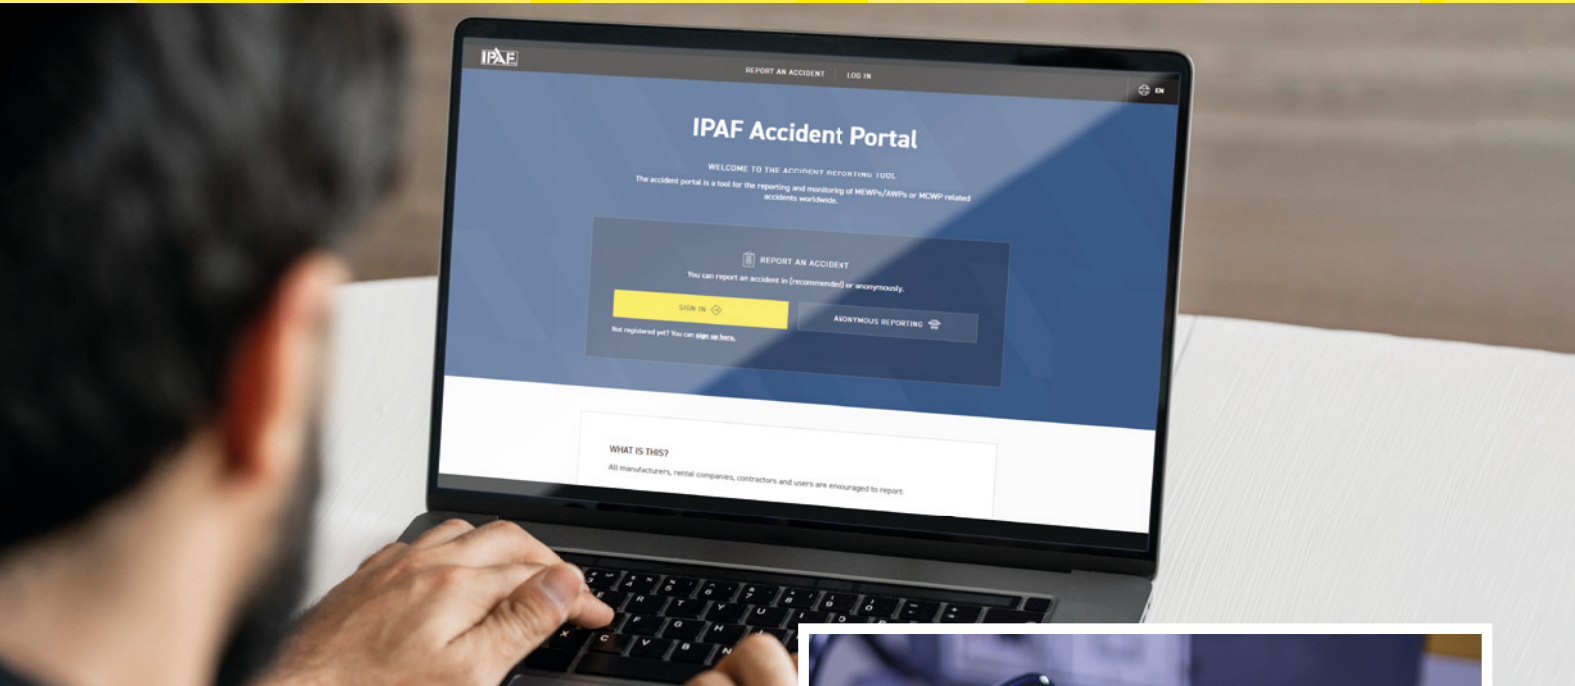 IPAF
REPORT AN ACCIDENT
LOG IN
EN
IPAF Accident Portal
WELCOME TO THE ACCIDENT REPORTING TOOL
The accident portal is a tool for the reporting and monitoring of MEWPs/AWPs or MCWP related
accidents worldwide.
REPORT AN ACCIDENT
You can report an accident in (recommended) or anonymously.
SIGN IN
ANONYMOUS REPORTING
Not registered yet? You can sign up here.
WHAT IS THIS?
All manufacturers, rental companies, contractors and users are encouraged to report: